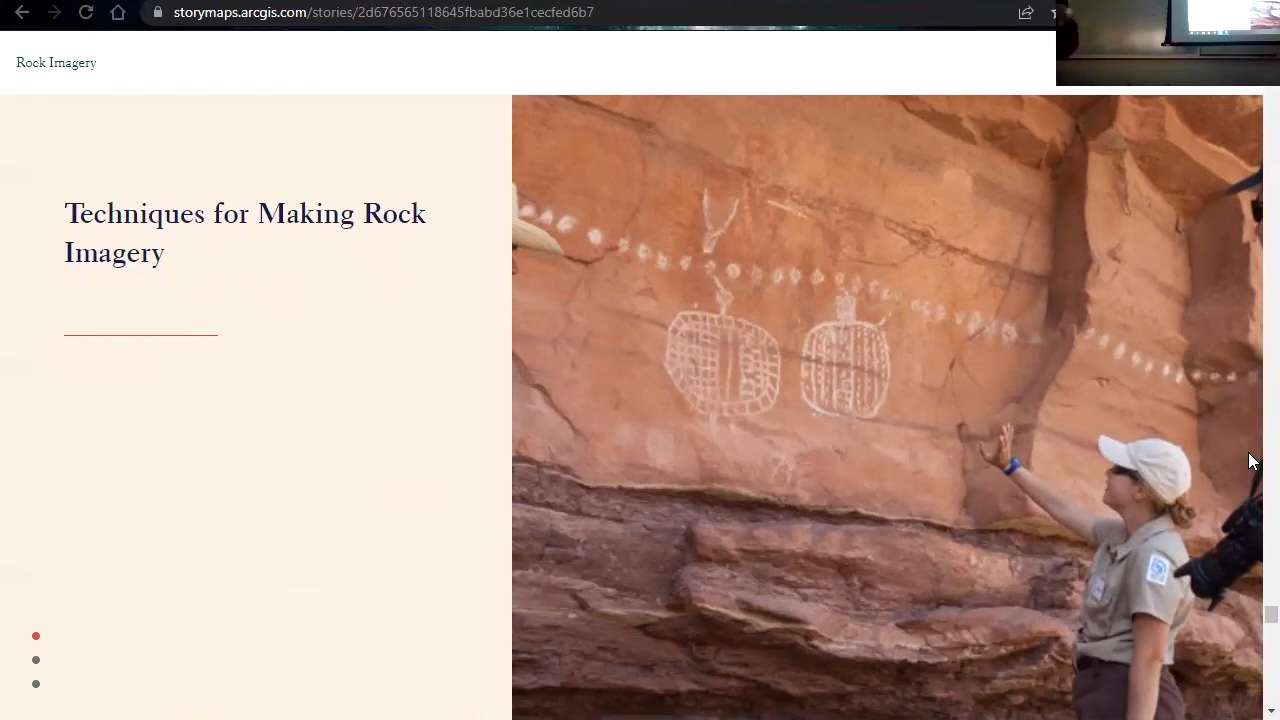 storymaps.arcgis.com/stories/2d676565118645fbabd36e1cecfed6b7
Rock Imagery
Techniques for Making Rock
Imagery